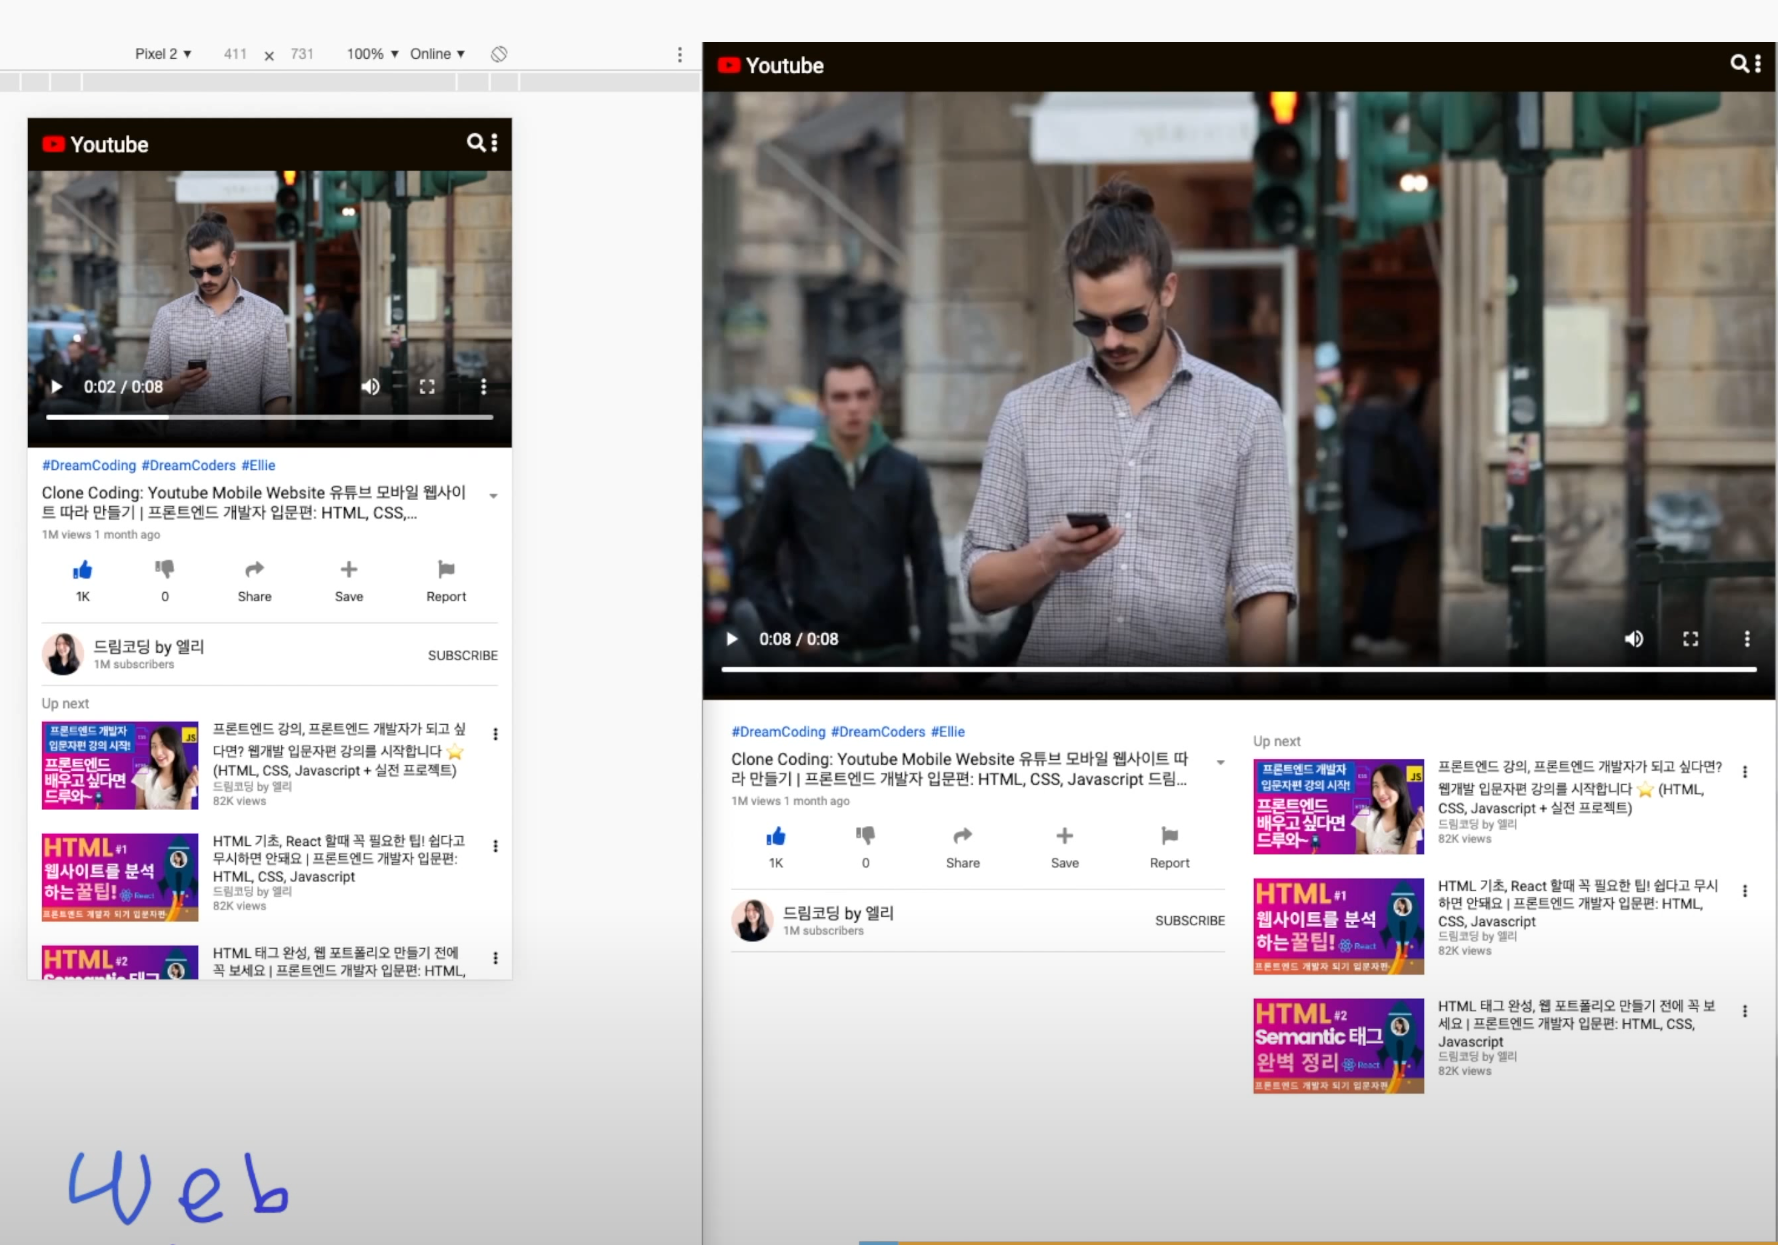 Pixel 2 ▼ 411 × 731 100% ▼ Online ▼
Youtube
0:02 / 0:08
#DreamCoding #DreamCoders #Ellie
Clone Coding: Youtube Mobile Website 유튜브 모바일 웹사이
트 따라 만들기 | 프론트엔드 개발자 입문편: HTML, CSS,...
1M views 1 month ago
1K 0 Share Save Report
드림코딩 by 엘리
1M subscribers
SUBSCRIBE
Up next
프론트엔드 개발자
입문편 강의 시작!
JS
프론트엔드
배우고 싶다면
드루와~
프론트엔드 강의, 프론트엔드 개발자가 되고 싶
다면? 웹개발 입문자편 강의를 시작합니다 ⭐
(HTML, CSS, Javascript + 실전 프로젝트)
드림코딩 by 엘리
82K views
HTML #1
웹사이트를 분석
하는꿀팁! React
프론트엔드 개발자 되기 입문자편
HTML 기초, React 할때 꼭 필요한 팁! 쉽다고
무시하면 안돼요 | 프론트엔드 개발자 입문편:
HTML, CSS, Javascript
드림코딩 by 엘리
82K views
HTML #2
Semantic 태그
HTML 태그 완성, 웹 포트폴리오 만들기 전에
꼭 보세요 | 프론트엔드 개발자 입문편: HTML,
Web
Youtube
0:08 / 0:08
#DreamCoding #DreamCoders #Ellie
Clone Coding: Youtube Mobile Website 유튜브 모바일 웹사이트 따
라 만들기 | 프론트엔드 개발자 입문편: HTML, CSS, Javascript 드림...
1M views 1 month ago
1K 0 Share Save Report
드림코딩 by 엘리
1M subscribers
SUBSCRIBE
Up next
프론트엔드 개발자
입문편 강의 시작!
JS
프론트엔드
배우고 싶다면
드루와~
프론트엔드 강의, 프론트엔드 개발자가 되고 싶다면?
웹개발 입문자편 강의를 시작합니다 ⭐ (HTML,
CSS, Javascript + 실전 프로젝트)
드림코딩 by 엘리
82K views
HTML #1
웹사이트를 분석
하는꿀팁! React
프론트엔드 개발자 되기 입문자편
HTML 기초, React 할때 꼭 필요한 팁! 쉽다고 무시
하면 안돼요 | 프론트엔드 개발자 입문편: HTML,
CSS, Javascript
드림코딩 by 엘리
82K views
HTML #2
Semantic 태그
완벽 정리 React
프론트엔드 개발자 되기 입문자편
HTML 태그 완성, 웹 포트폴리오 만들기 전에 꼭 보
세요 | 프론트엔드 개발자 입문편: HTML, CSS,
Javascript
드림코딩 by 엘리
82K views